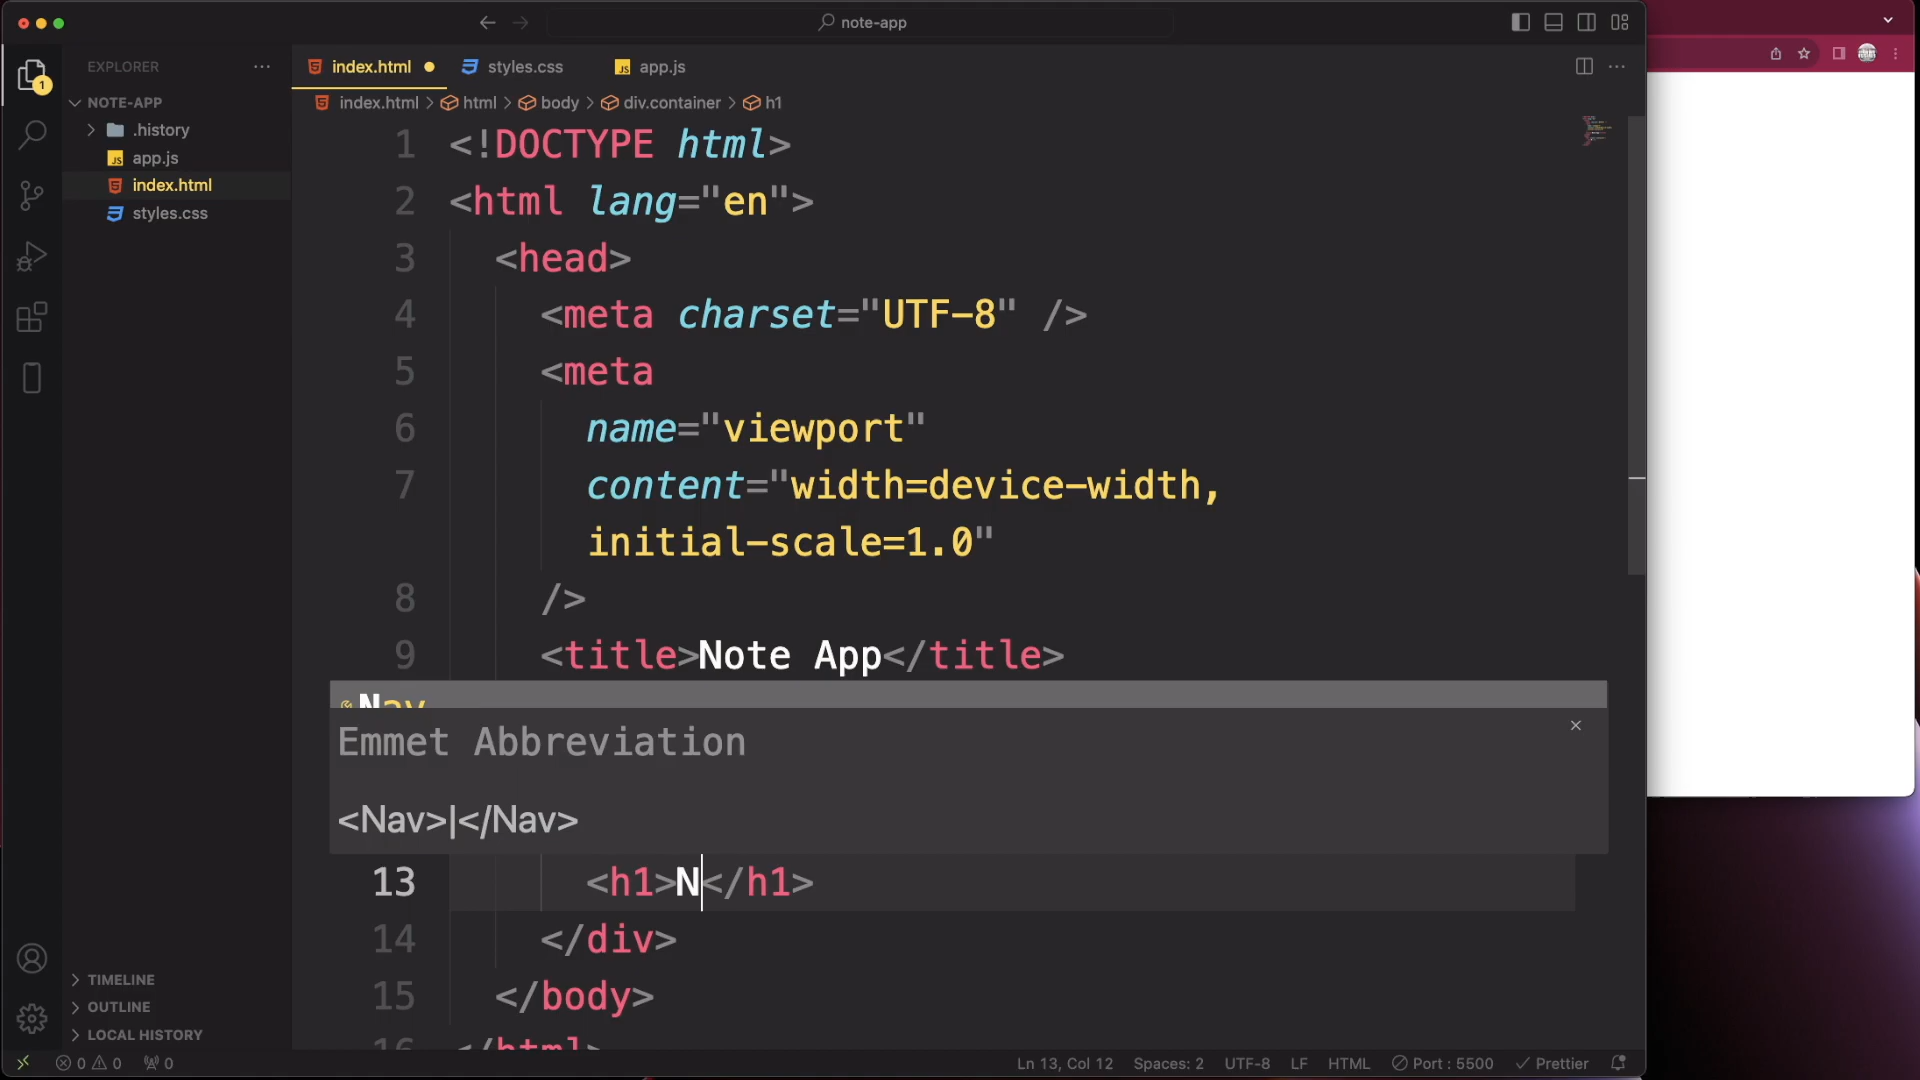 note-app
EXPLORER
index.html
styles.css
app.js
1
NOTE-APP
.history
app.js
index.html
styles.css
index.html > html > body > div.container > h1
1 <!DOCTYPE html>
2 <html lang="en">
3 <head>
4 <meta charset="UTF-8" />
5 <meta
6 name="viewport"
7 content="width=device-width,
initial-scale=1.0"
8 />
9 <title>Note App</title>
Nav
Emmet Abbreviation
<Nav>|</Nav>
13 <h1>N</h1>
14 </div>
15 </body>
16 </html>
TIMELINE
OUTLINE
LOCAL HISTORY
0 0 0
Ln 13, Col 12 Spaces: 2 UTF-8 LF HTML Port : 5500 Prettier